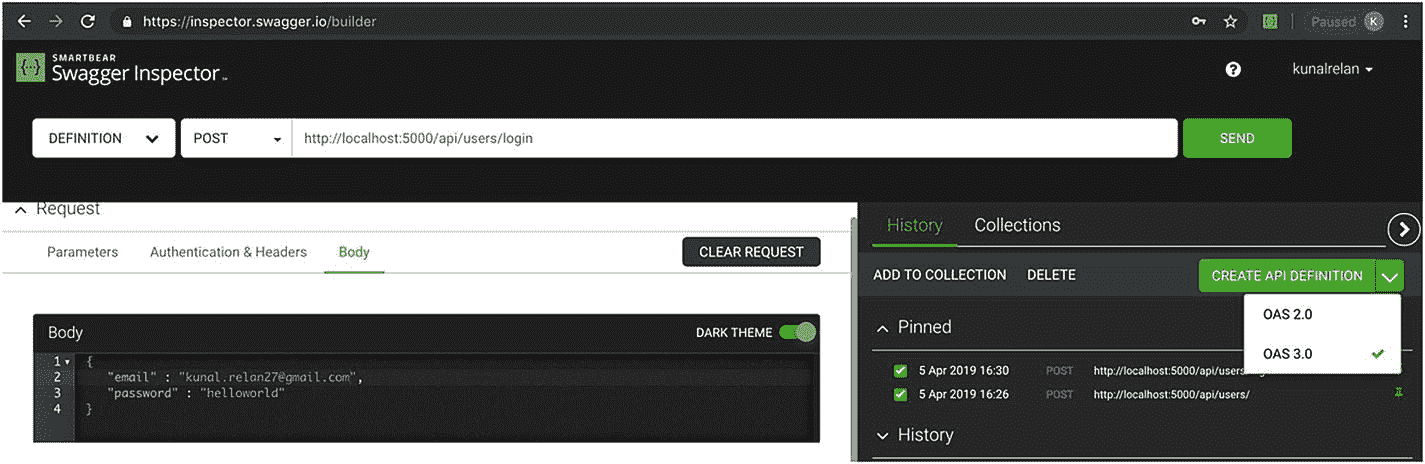 https://inspector.swagger.io/builder
Paused
K
SMARTBEAR
Swagger Inspector
kunalrelan
DEFINITION
POST
http://localhost:5000/api/users/login
SEND
Request
Parameters
Authentication & Headers
Body
CLEAR REQUEST
Body
DARK THEME
1
{
2
"email" : "kunal.relan27@gmail.com",
3
"password" : "helloworld"
4
}
History
Collections
ADD TO COLLECTION
DELETE
CREATE API DEFINITION
OAS 2.0
OAS 3.0
Pinned
5 Apr 2019 16:30
POST
http://localhost:5000/api/users/
5 Apr 2019 16:26
POST
http://localhost:5000/api/users/
History